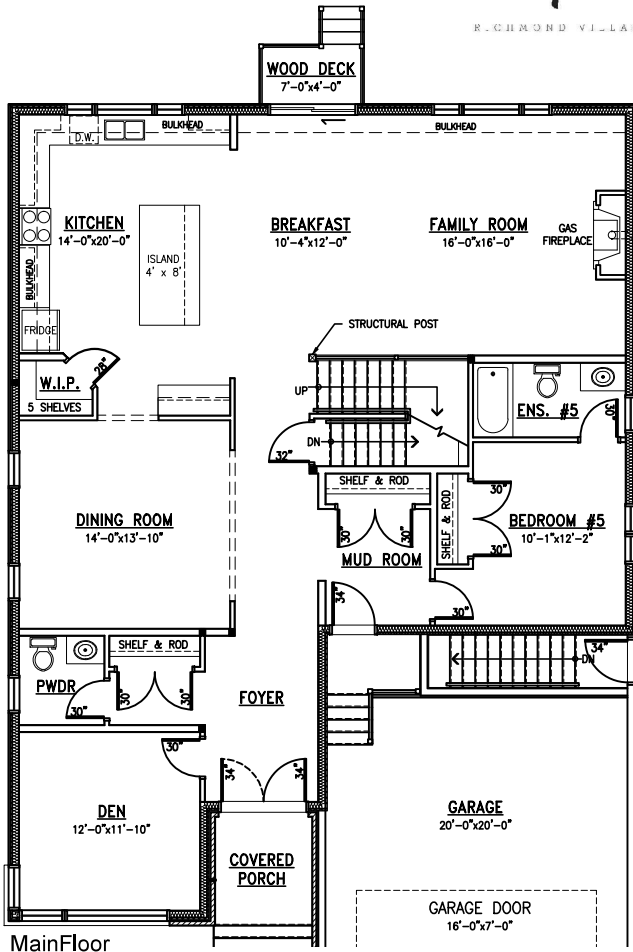 RICHMOND VILLA
WOOD DECK
7'-0"x4'-0"
BULKHEAD
BULKHEAD
D.W.
KITCHEN
14'-0"x20'-0"
BREAKFAST
10'-4"x12'-0"
FAMILY ROOM
16'-0"x16'-0"
GAS
FIREPLACE
ISLAND
4' x 8'
BULKHEAD
FRIDGE
STRUCTURAL POST
28"
W.I.P.
5 SHELVES
UP
ENS. #5
30"
DN
32"
SHELF & ROD
SHELF & ROD
30"
30"
30"
30"
DINING ROOM
14'-0"x13'-10"
BEDROOM #5
10'-1"x12'-2"
MUD ROOM
34"
30"
SHELF & ROD
34"
DN
PWDR
30"
30"
30"
FOYER
30"
34"
34"
DEN
12'-0"x11'-10"
GARAGE
20'-0"x20'-0"
COVERED
PORCH
GARAGE DOOR
16'-0"x7'-0"
MainFloor